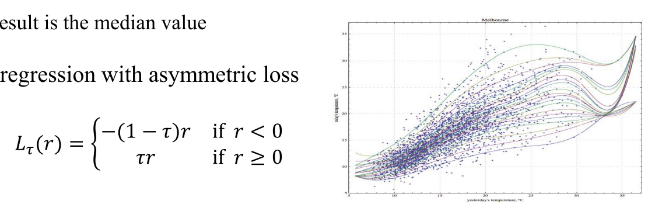 esult is the median value
regression with asymmetric loss
L_τ(r) = { −(1 − τ)r if r < 0
τr if r ≥ 0
Melbourne
yesterday's temperature, °C